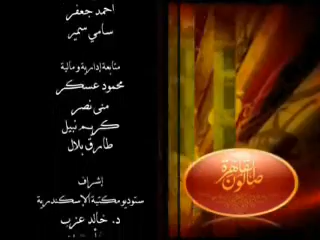 احمد جعفر
سامي سمير
متابعة إدارية ومالية
محمود عسكر
منى نصر
كريم نبيل
طارق بلال
إشراف
ستوديو مكتبة الإسكندرية
د. خالد عزب
صالون القاهرة